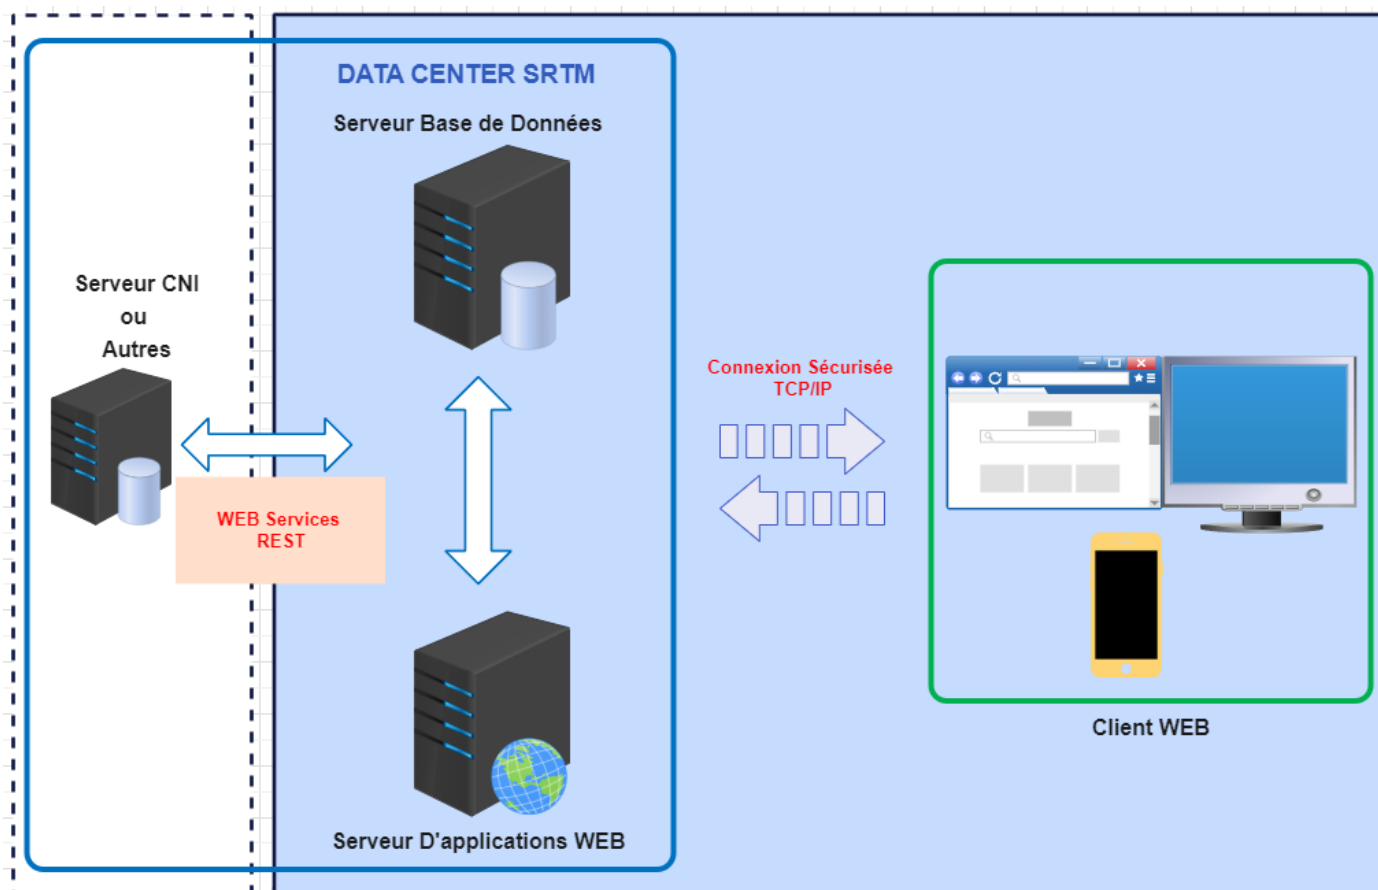 DATA CENTER SRTM
Serveur Base de Données
Serveur CNI
ou
Autres
WEB Services
REST
Connexion Sécurisée
TCP/IP
Client WEB
Serveur D'applications WEB